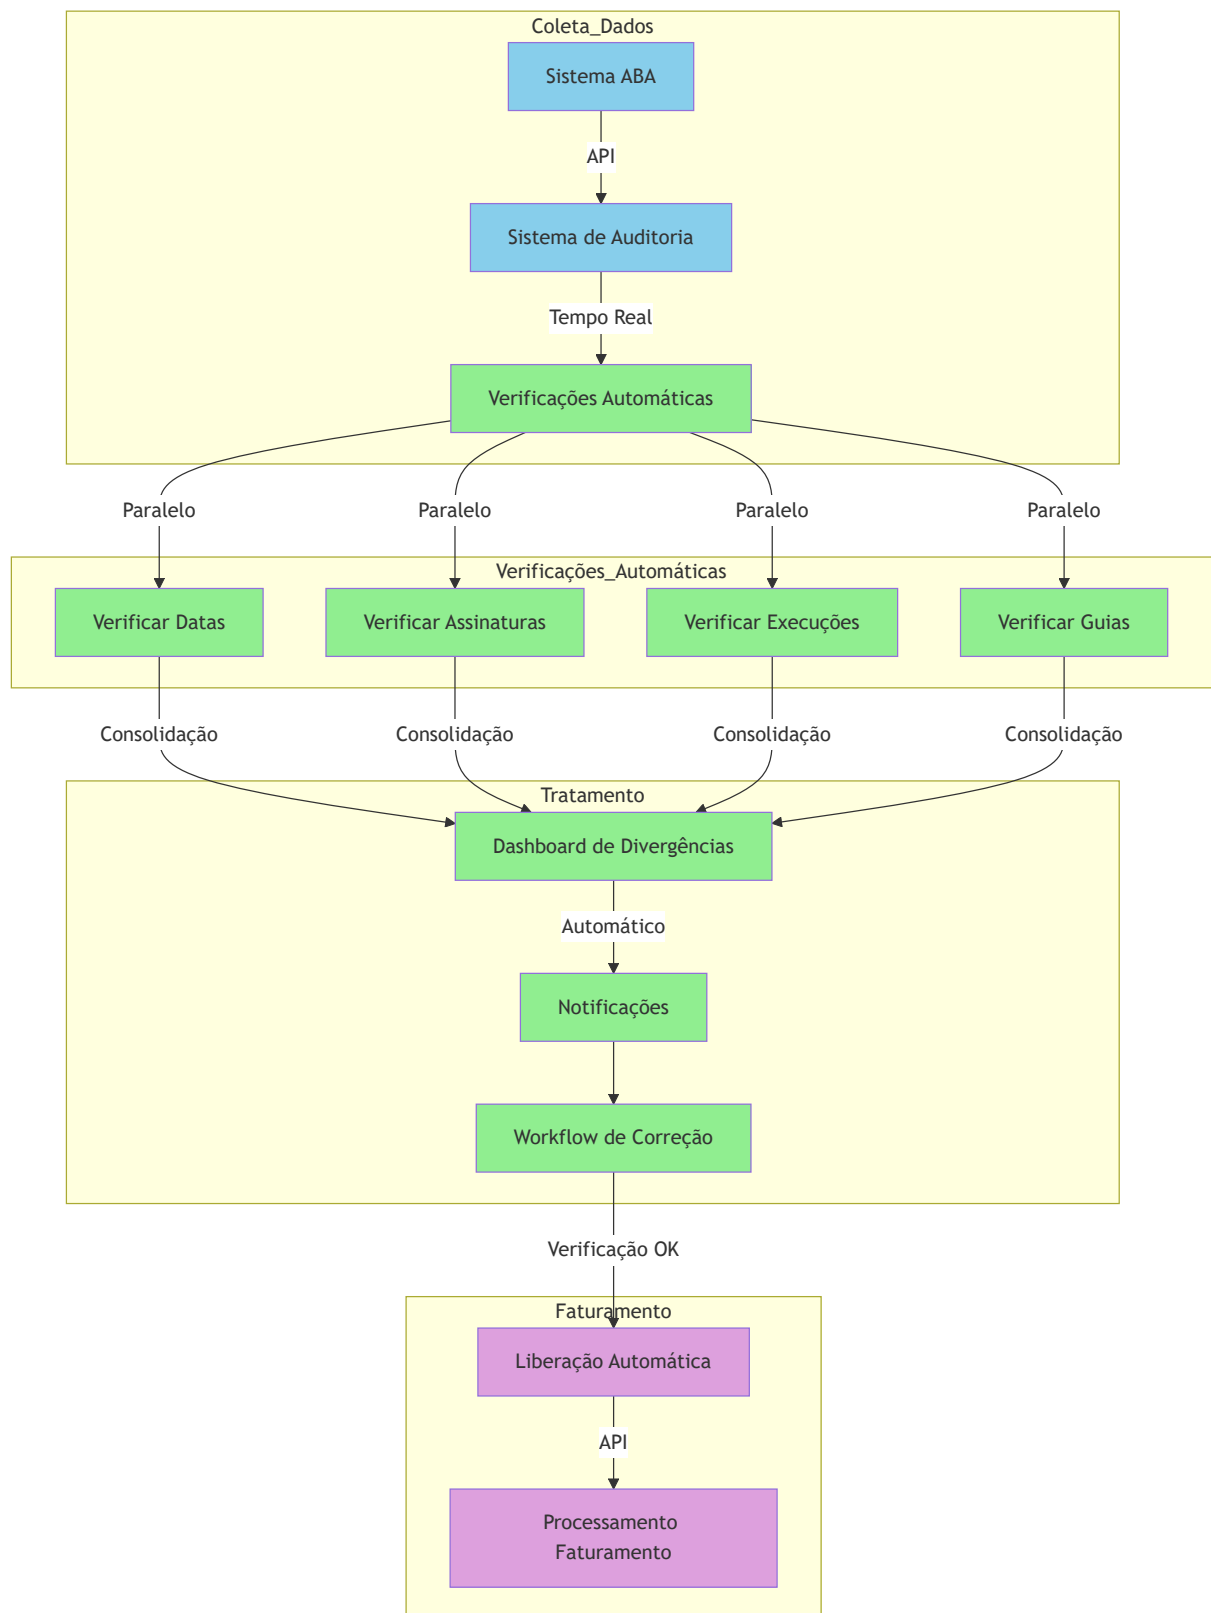 Coleta_Dados
Sistema ABA
API
Sistema de Auditoria
Tempo Real
Verificações Automáticas
Paralelo
Paralelo
Paralelo
Paralelo
Verificações_Automáticas
Verificar Datas
Verificar Assinaturas
Verificar Execuções
Verificar Guias
Consolidação
Consolidação
Consolidação
Consolidação
Tratamento
Dashboard de Divergências
Automático
Notificações
Workflow de Correção
Verificação OK
Faturamento
Liberação Automática
API
Processamento
Faturamento